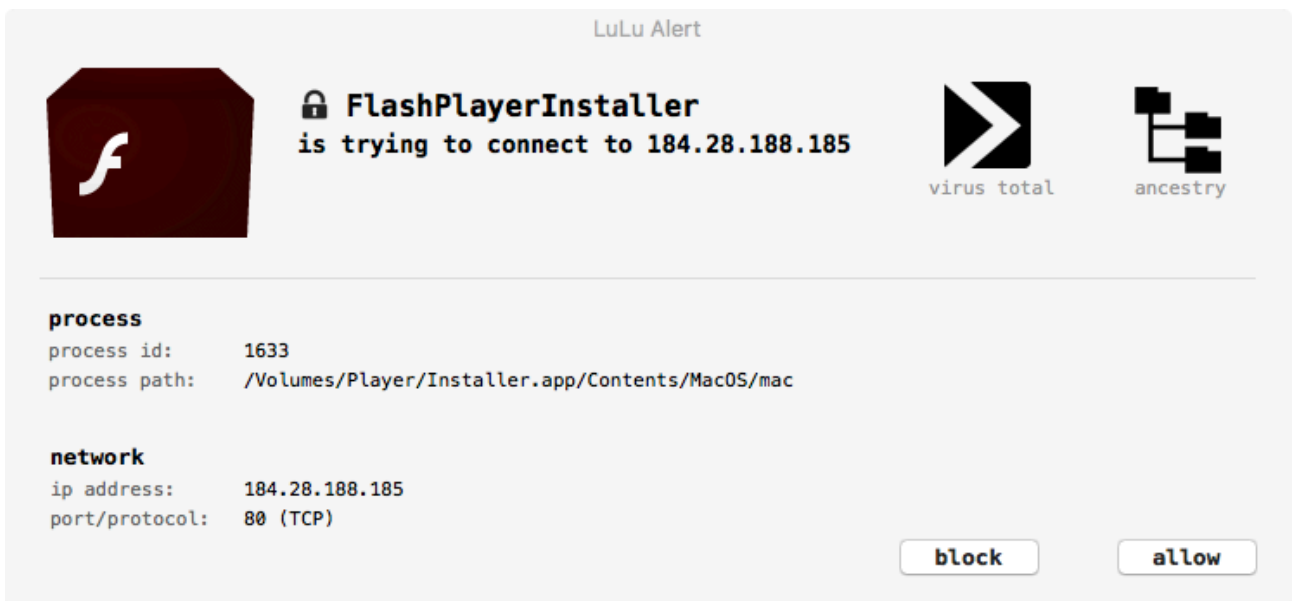 LuLu Alert
FlashPlayerInstaller
is trying to connect to 184.28.188.185
virus total
ancestry
process
process id: 1633
process path: /Volumes/Player/Installer.app/Contents/MacOS/mac
network
ip address: 184.28.188.185
port/protocol: 80 (TCP)
block
allow